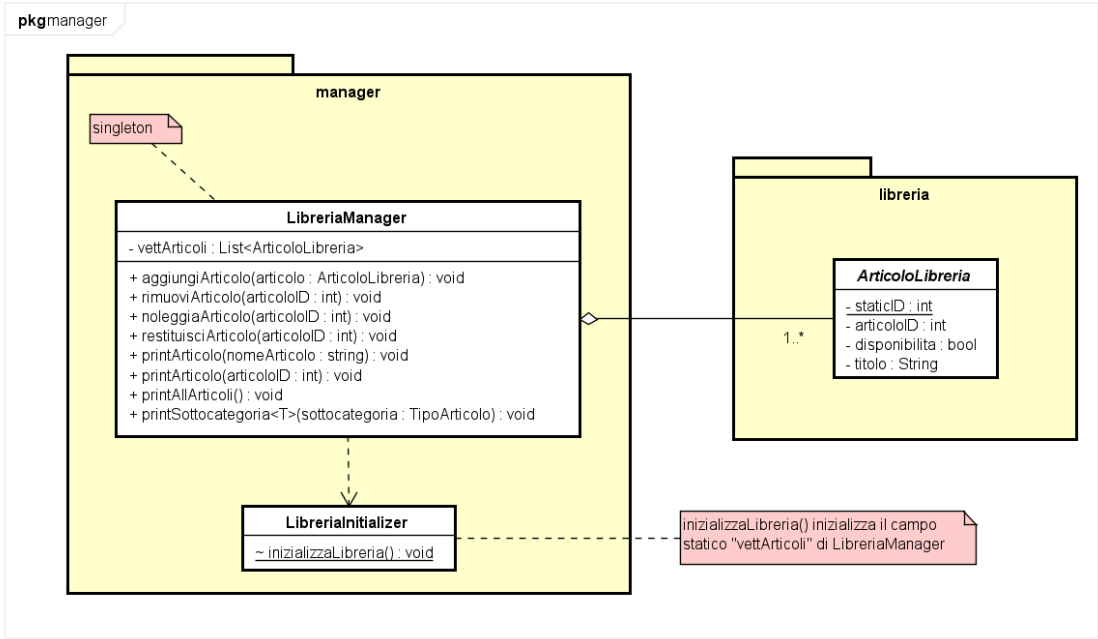 pkg manager
manager
singleton
LibreriaManager
- vettArticoli : List<ArticoloLibreria>
+ aggiungiArticolo(articolo : ArticoloLibreria) : void
+ rimuoviArticolo(articoloID : int) : void
+ noleggiaArticolo(articoloID : int) : void
+ restituisciArticolo(articoloID : int) : void
+ printArticolo(nomeArticolo : string) : void
+ printArticolo(articoloID : int) : void
+ printAllArticoli() : void
+ printSottocategoria<T>(sottocategoria : TipoArticolo) : void
libreria
ArticoloLibreria
- staticID : int
- articoloID : int
- disponibilita : bool
- titolo : String
1..*
LibreriaInitializer
~ inizializzaLibreria() : void
inizializzaLibreria() inizializza il campo
statico "vettArticoli" di LibreriaManager